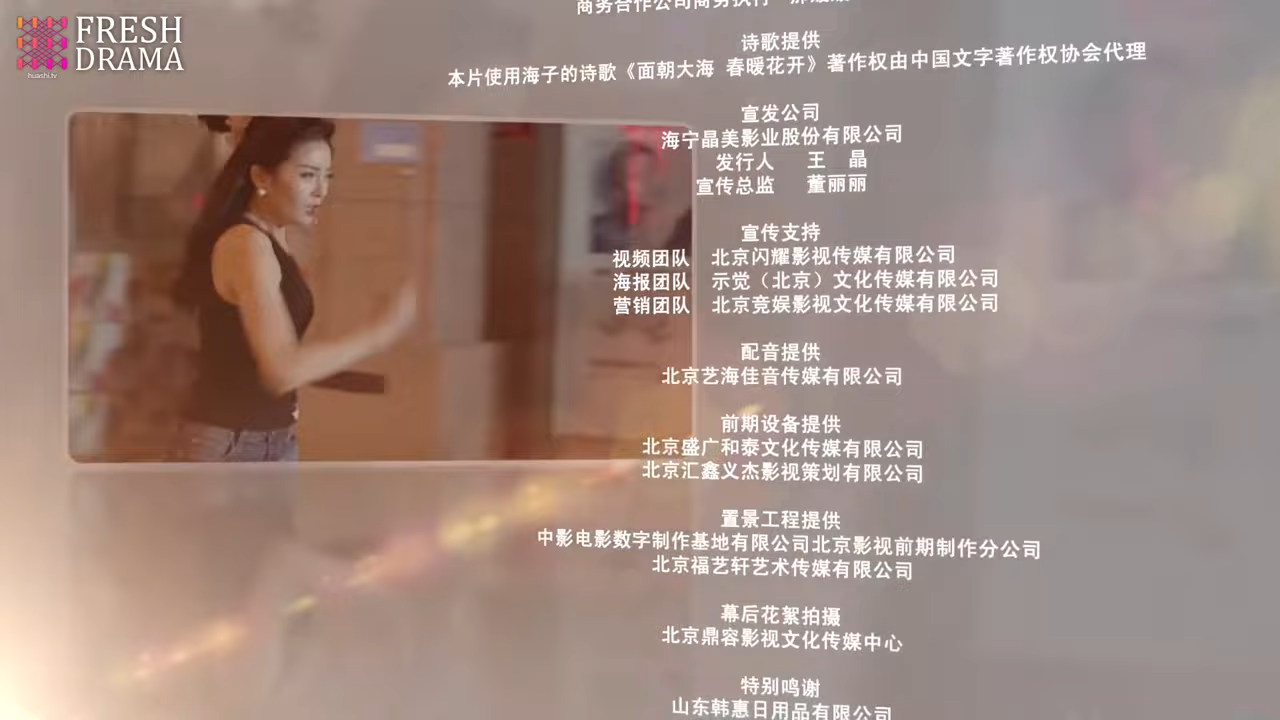 FRESH
DRAMA
huashi.tv
商务合作公司商务执行
诗歌提供
本片使用海子的诗歌《面朝大海 春暖花开》著作权由中国文字著作权协会代理
宣发公司
海宁晶美影业股份有限公司
发行人 王 晶
宣传总监 董丽丽
宣传支持
视频团队 北京闪耀影视传媒有限公司
海报团队 示觉（北京）文化传媒有限公司
营销团队 北京竞娱影视文化传媒有限公司
配音提供
北京艺海佳音传媒有限公司
前期设备提供
北京盛广和泰文化传媒有限公司
北京汇鑫义杰影视策划有限公司
置景工程提供
中影电影数字制作基地有限公司北京影视前期制作分公司
北京福艺轩艺术传媒有限公司
幕后花絮拍摄
北京鼎容影视文化传媒中心
特别鸣谢
山东韩惠日用品有限公司